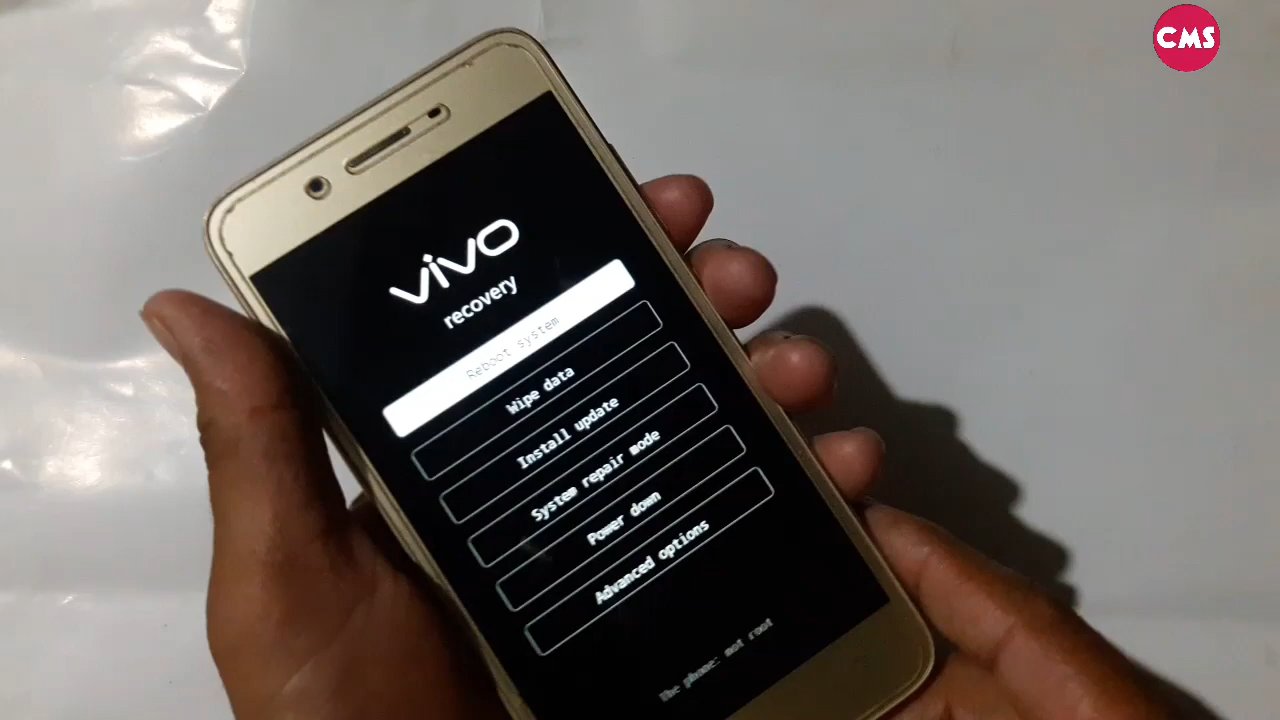 CMS
vivo
recovery
Reboot system
Wipe data
Install update
System repair mode
Power down
Advanced options
The phone: not root